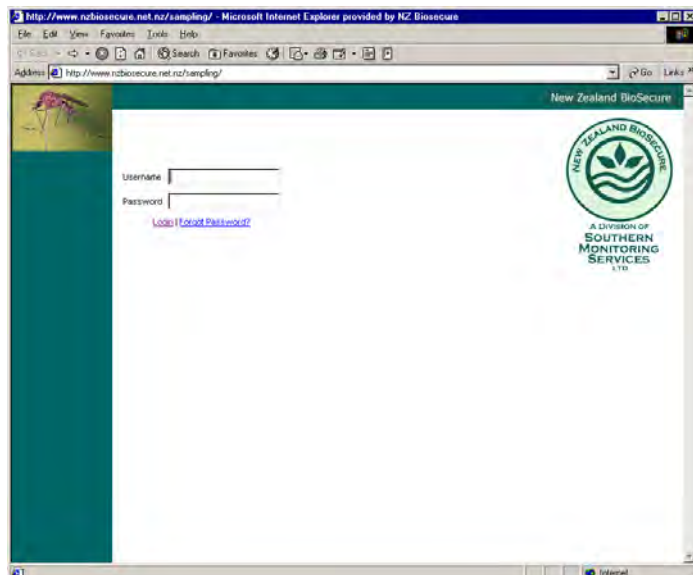 http://www.nzbiosecure.net.nz/sampling/ - Microsoft Internet Explorer provided by NZ Biosecure
File Edit View Favorites Tools Help
Back Search Favorites
Address http://www.nzbiosecure.net.nz/sampling/ Go Links »
New Zealand BioSecure
NEW ZEALAND BIOSECURE
Username
Password
Login | Forgot Password?
A DIVISION OF
SOUTHERN
MONITORING
SERVICES
LTD
Internet